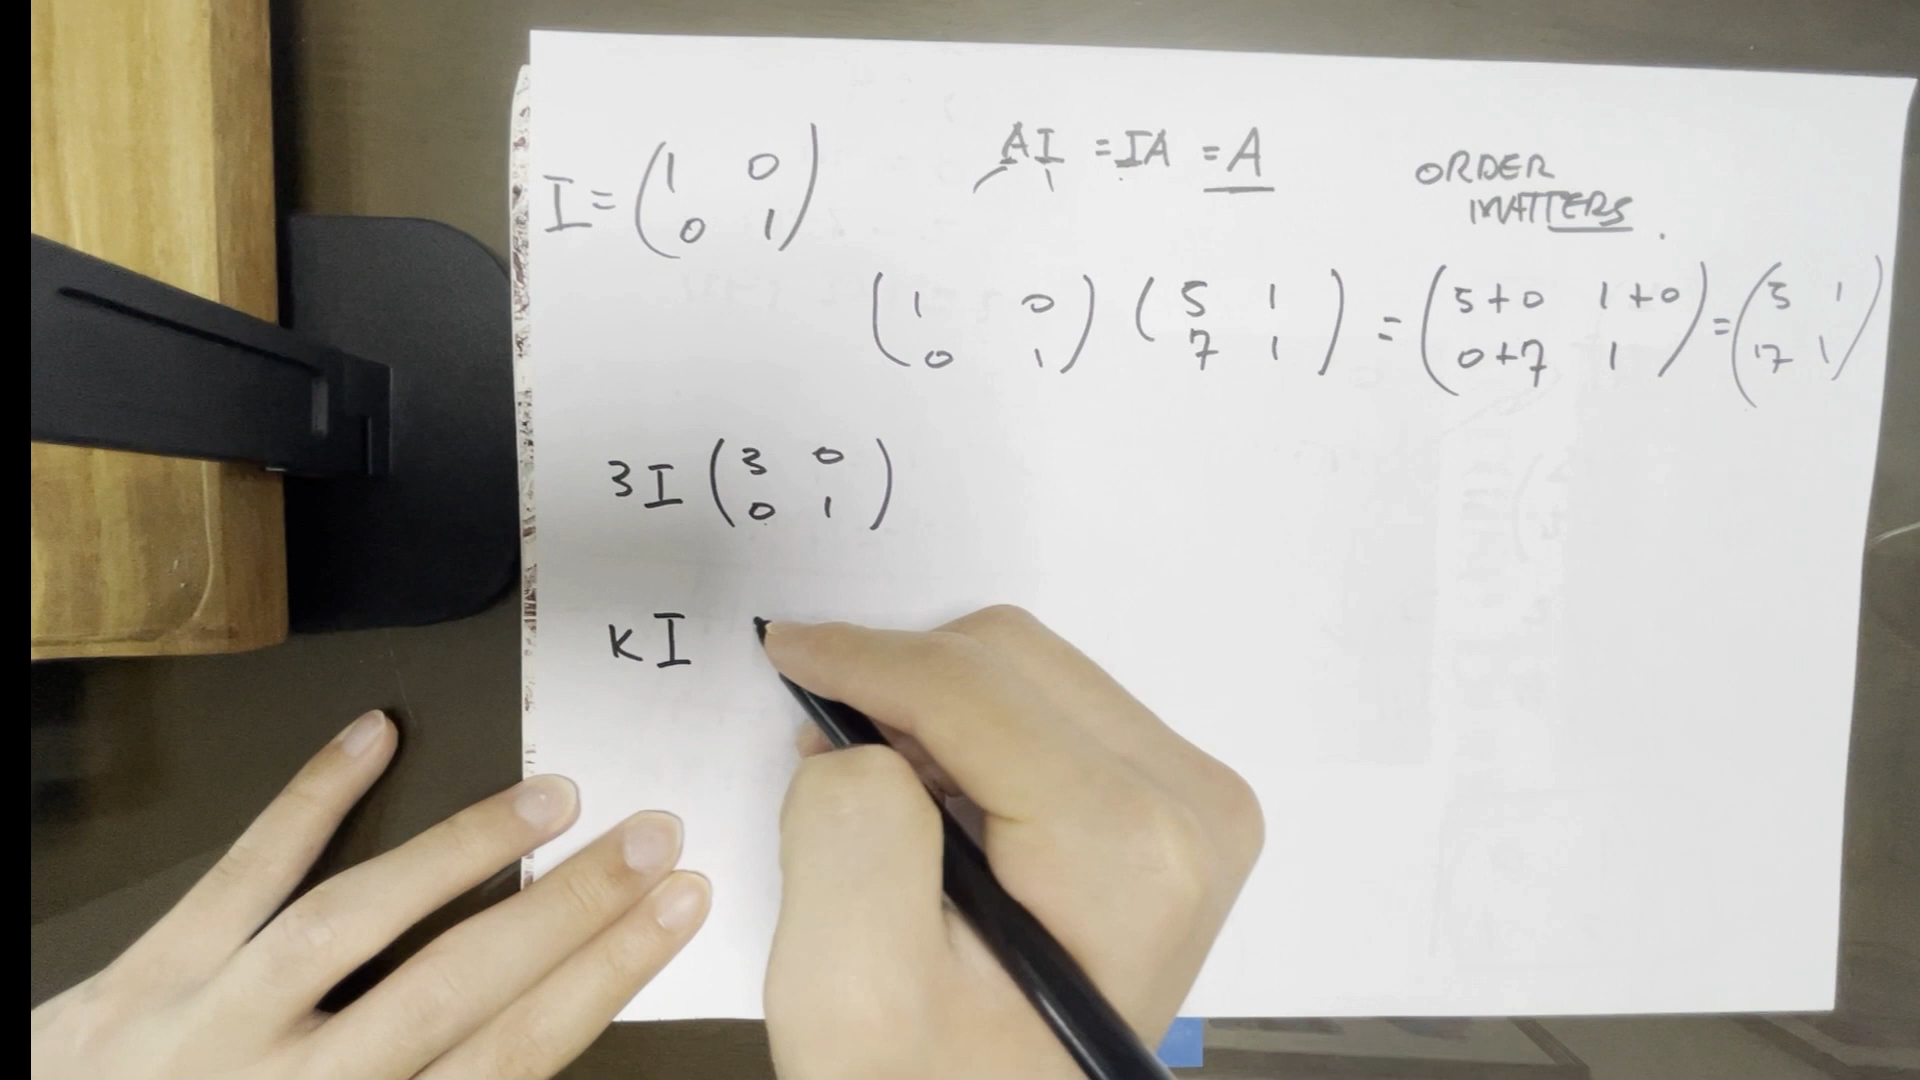 I = ( 1 0
0 1 )
AI = IA = A
ORDER
MATTERS.
( 1 0
0 1 ) ( 5 1
7 1 ) = ( 5+0 1+0
0+7 1 ) = ( 5 1
7 1 )
3I ( 3 0
0 1 )
KI